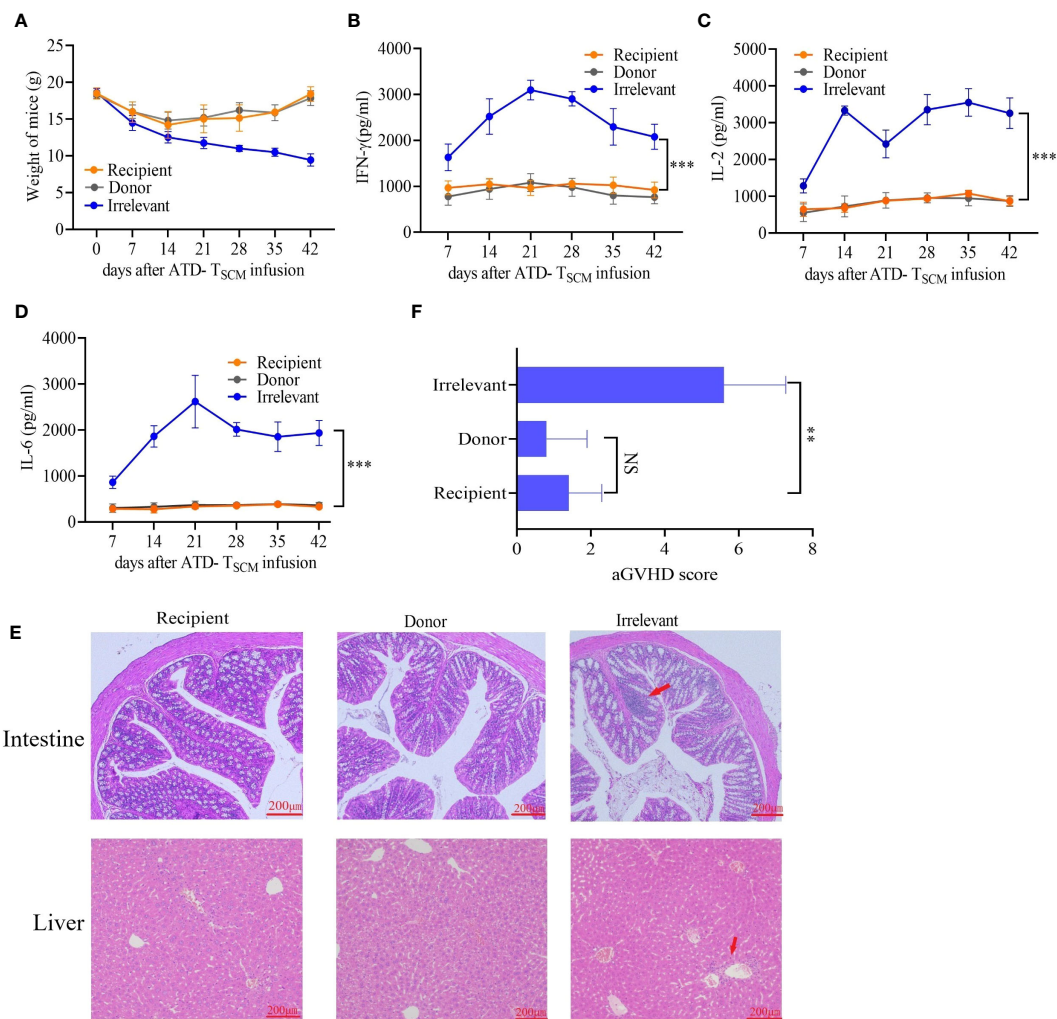 A
Weight of mice (g)
25
20
15
10
5
0
Recipient
Donor
Irrelevant
0 7 14 21 28 35 42
days after ATD- TSCM infusion
B
IFN-γ(pg/ml)
4000
3000
2000
1000
0
Recipient
Donor
Irrelevant
***
7 14 21 28 35 42
days after ATD- TSCM infusion
C
IL-2 (pg/ml)
5000
4000
3000
2000
1000
0
Recipient
Donor
Irrelevant
***
7 14 21 28 35 42
days after ATD- TSCM infusion
D
IL-6 (pg/ml)
4000
3000
2000
1000
0
Recipient
Donor
Irrelevant
***
7 14 21 28 35 42
days after ATD- TSCM infusion
F
Irrelevant
Donor
Recipient
NS
**
0 2 4 6 8
aGVHD score
E
Recipient Donor Irrelevant
Intestine
200μm 200μm 200μm
Liver
200μm 200μm 200μm